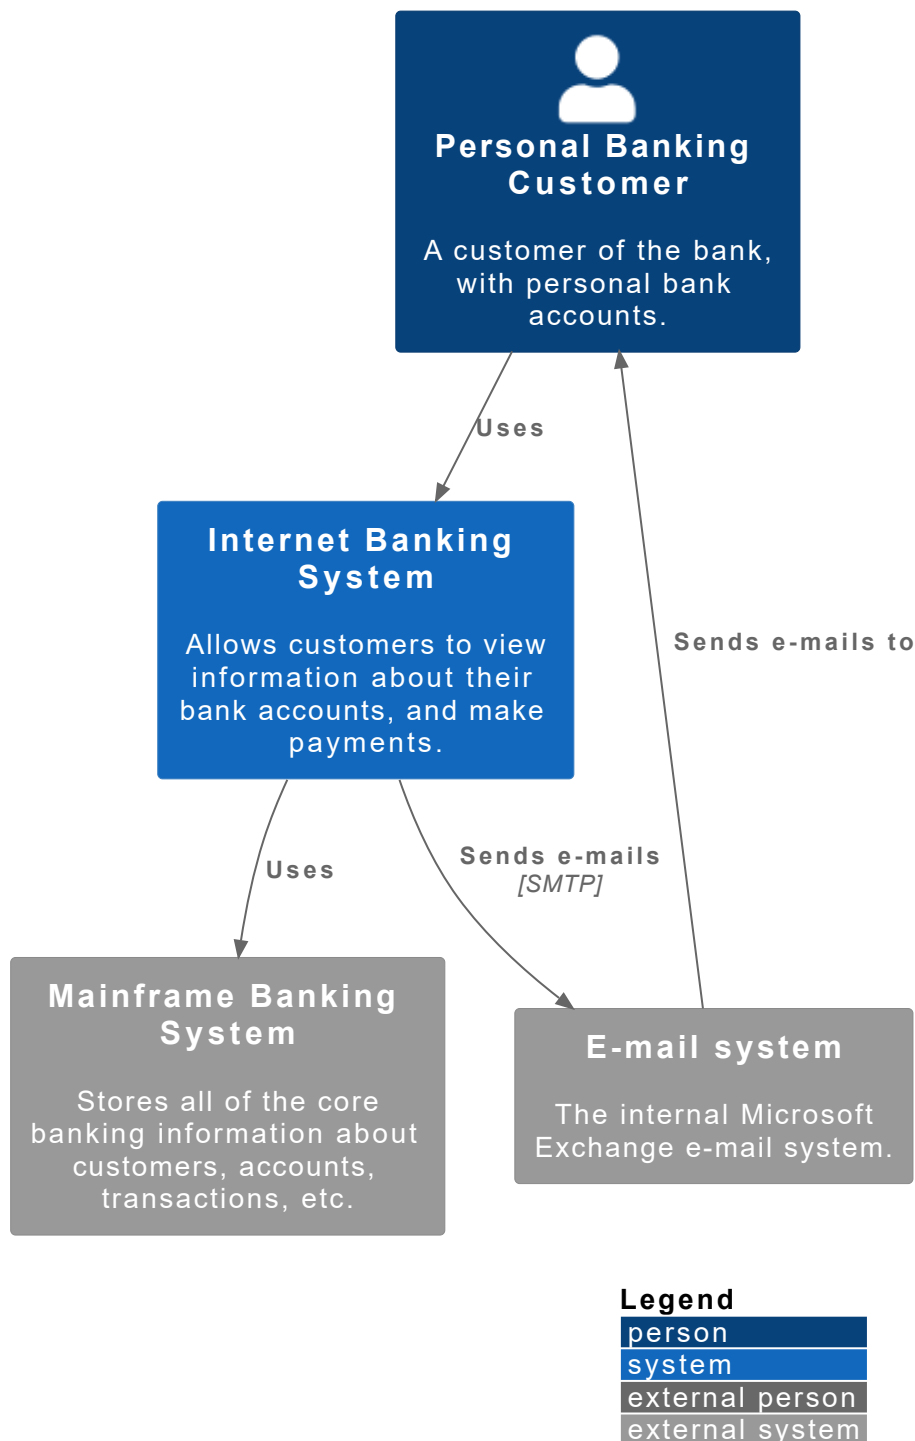 Personal Banking
Customer
A customer of the bank,
with personal bank
accounts.
Uses
Internet Banking
System
Allows customers to view
information about their
bank accounts, and make
payments.
Sends e-mails to
Uses
Sends e-mails
[SMTP]
Mainframe Banking
System
Stores all of the core
banking information about
customers, accounts,
transactions, etc.
E-mail system
The internal Microsoft
Exchange e-mail system.
Legend
person
system
external person
external system